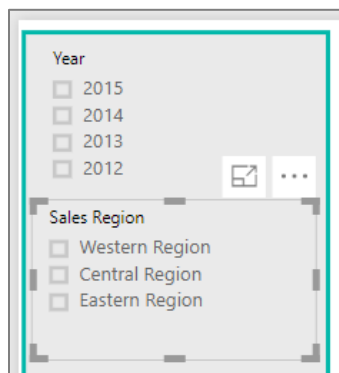 Year
2015
2014
2013
2012
Sales Region
Western Region
Central Region
Eastern Region